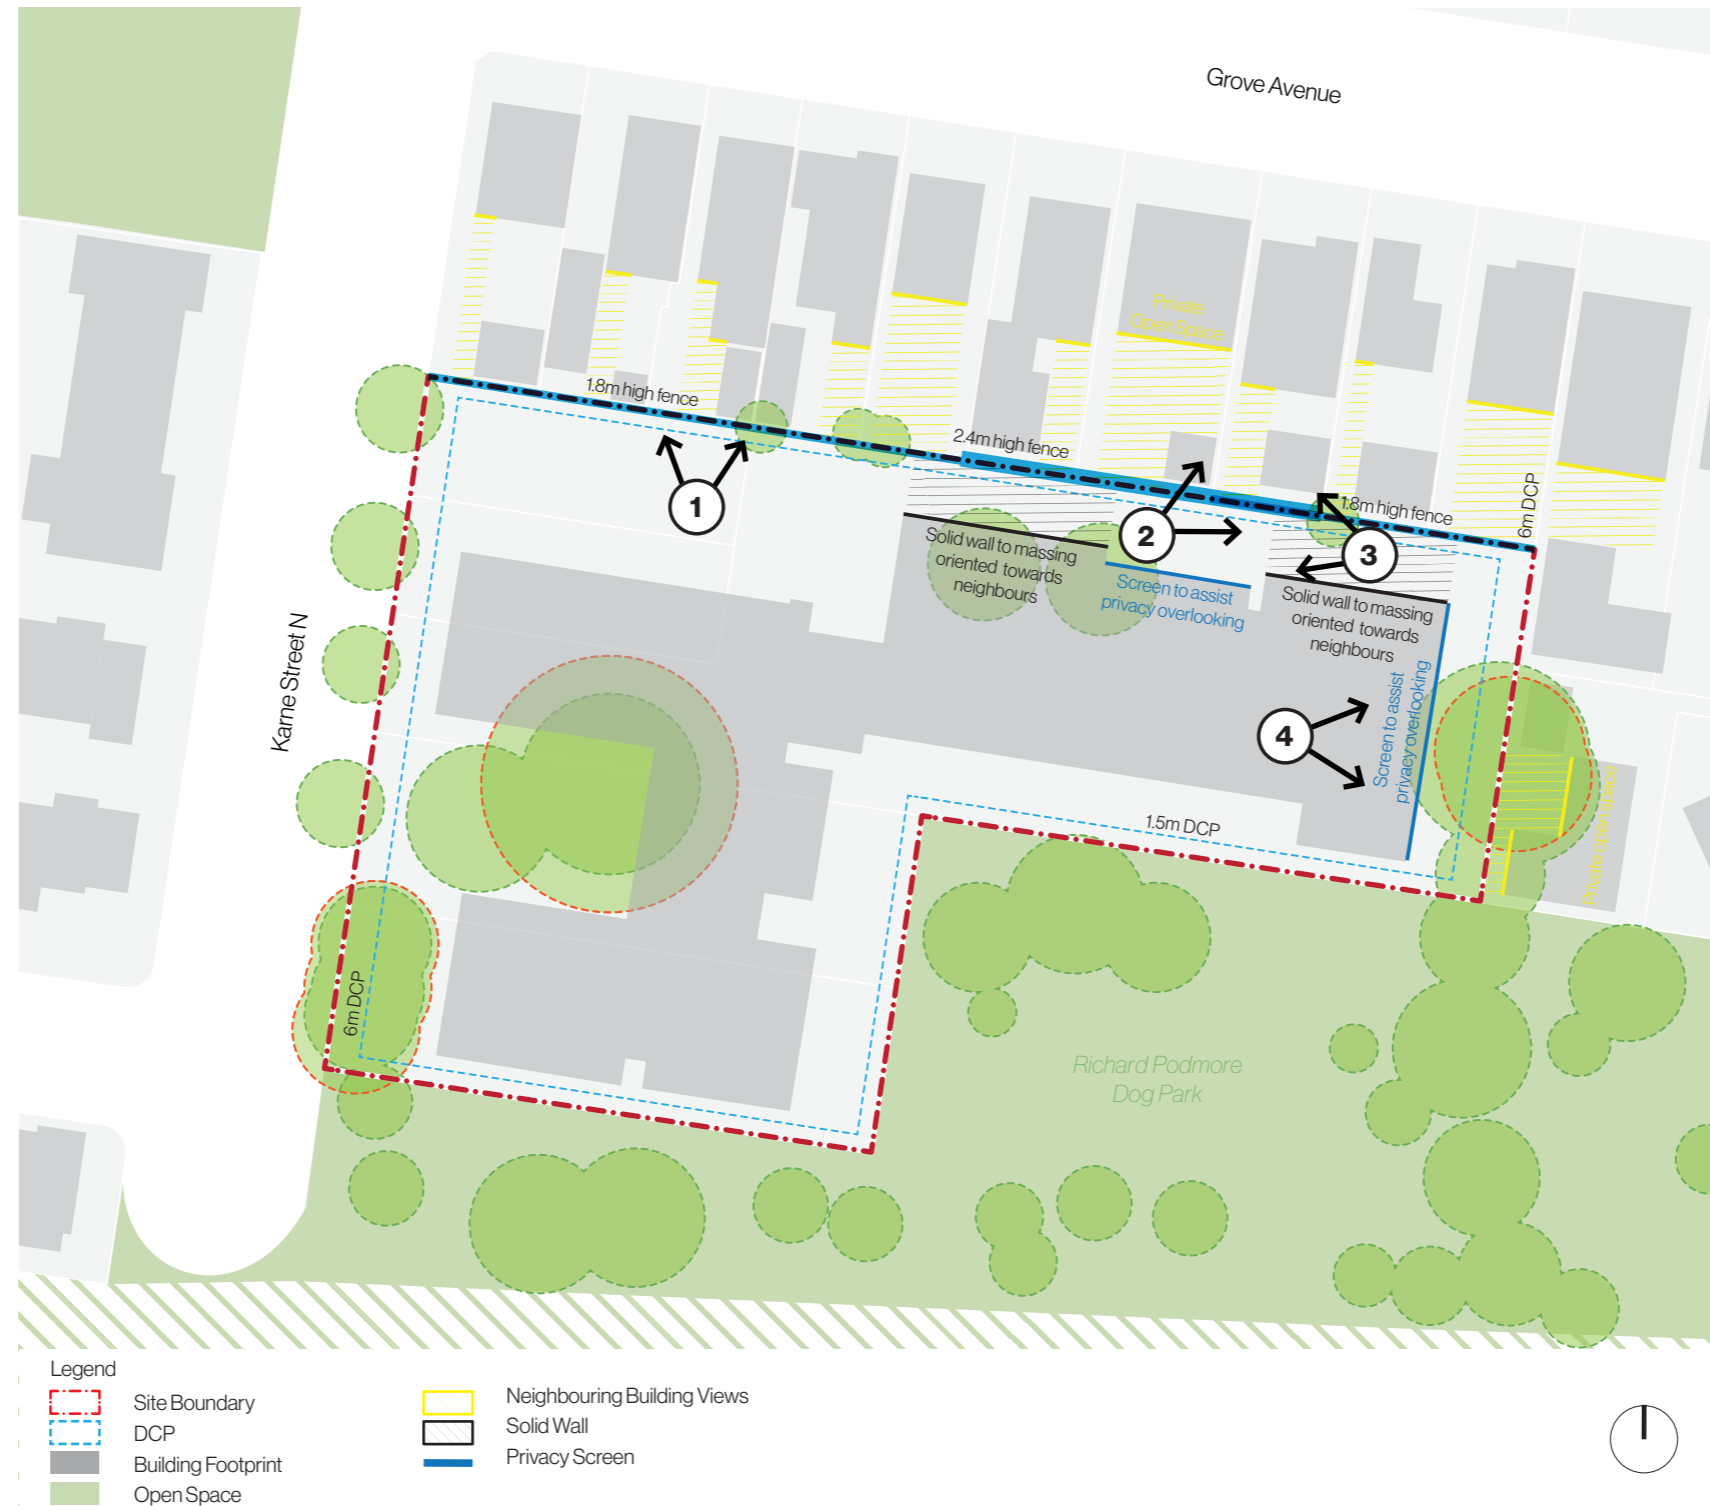 Grove Avenue
Private
Open Space
1.8m high fence
2.4m high fence
1.8m high fence
6m DCP
1
2
3
Solid wall to massing
oriented towards
neighbours
Screen to assist
privacy overlooking
Solid wall to massing
oriented towards
neighbours
Karne Street N
4
Screen to assist
privacy overlooking
Private open space
1.5m DCP
6m DCP
Richard Podmore
Dog Park
Legend
Site Boundary
DCP
Building Footprint
Open Space
Neighbouring Building Views
Solid Wall
Privacy Screen